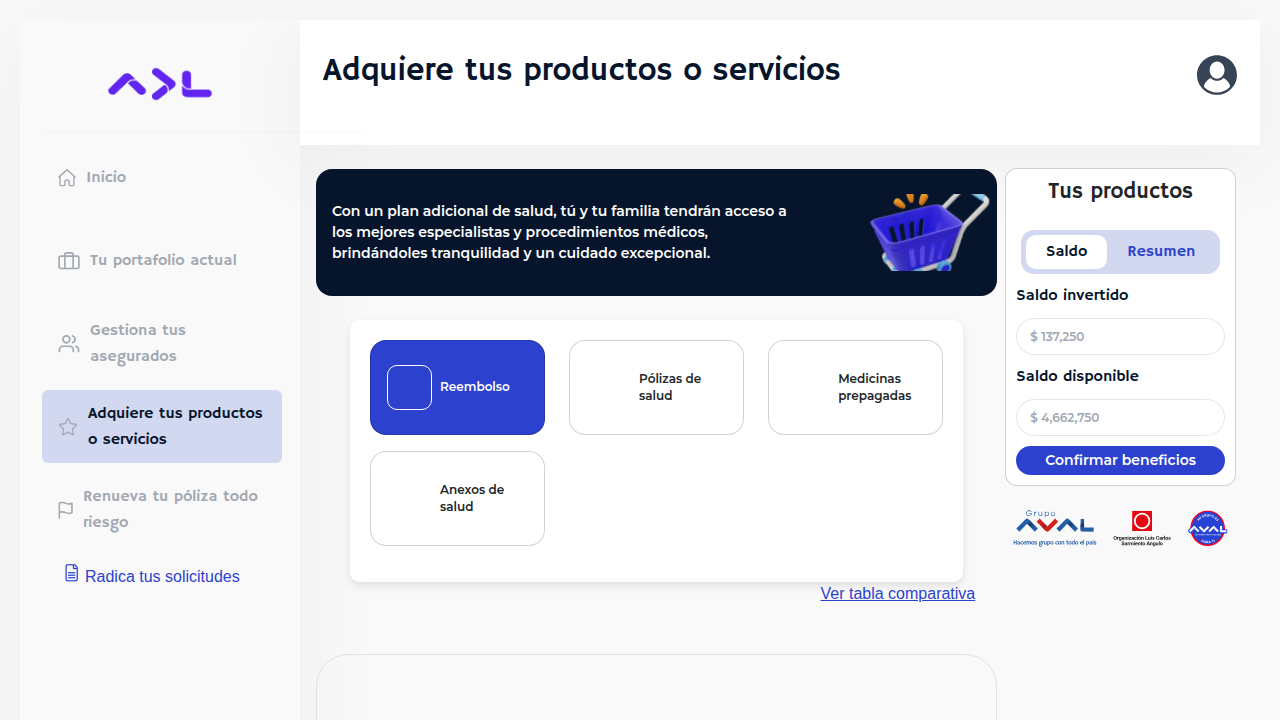 Adquiere tus productos o servicios
Inicio
Tu portafolio actual
Gestiona tus
asegurados
Adquiere tus productos
o servicios
Renueva tu póliza todo
riesgo
Radica tus solicitudes
Con un plan adicional de salud, tú y tu familia tendrán acceso a
los mejores especialistas y procedimientos médicos,
brindándoles tranquilidad y un cuidado excepcional.
Reembolso
Pólizas de
salud
Medicinas
prepagadas
Anexos de
salud
Ver tabla comparativa
Tus productos
Saldo
Resumen
Saldo invertido
$ 137,250
Saldo disponible
$ 4,662,750
Confirmar beneficios
Grupo
AVAL
Hacemos grupo con todo el país
Organización Luis Carlos
Sarmiento Angulo
AVAL